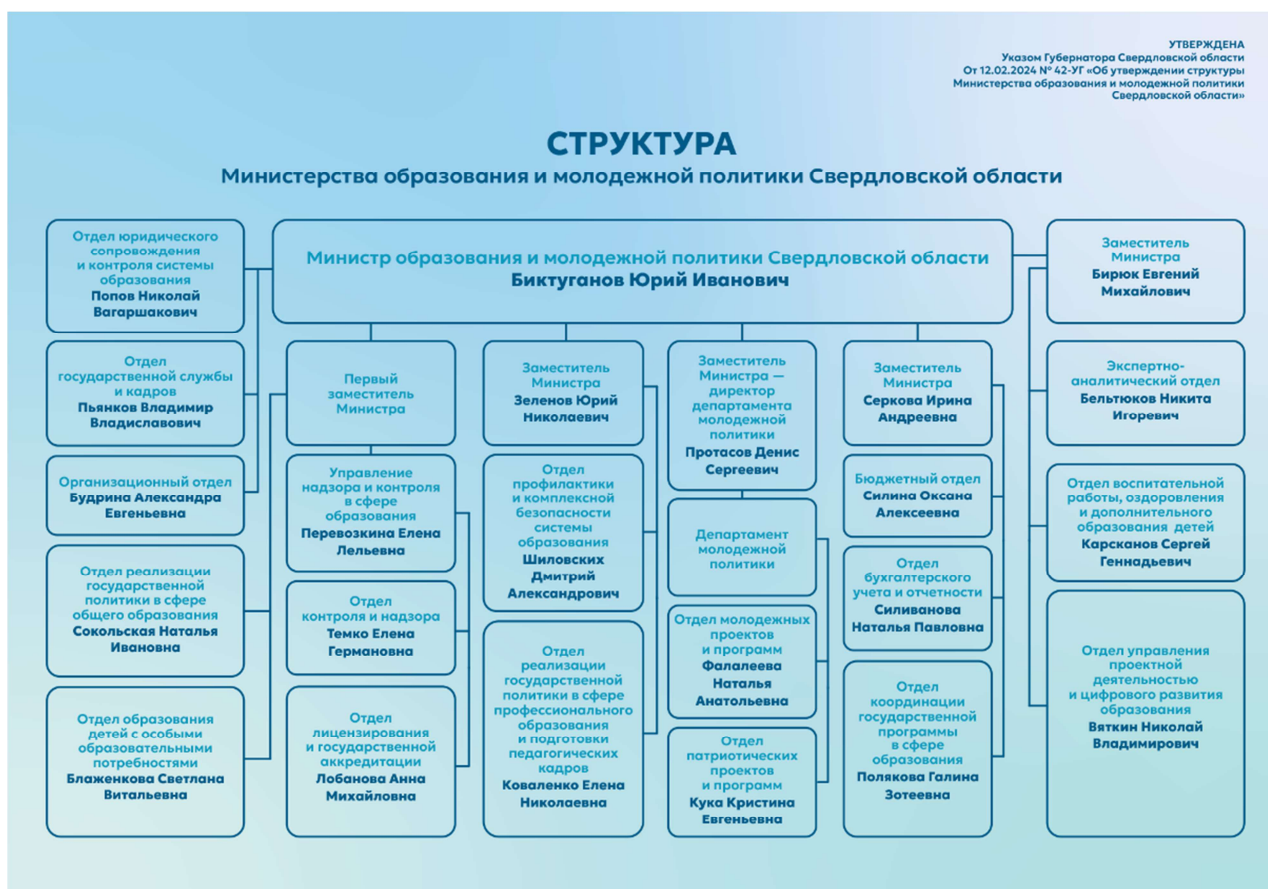 УТВЕРЖДЕНА
Указом Губернатора Свердловской области
От 12.02.2024 № 42-УГ «Об утверждении структуры
Министерства образования и молодежной политики
Свердловской области»
СТРУКТУРА
Министерства образования и молодежной политики Свердловской области
Отдел юридического
сопровождения
и контроля системы
образования
Попов Николай
Вагаршакович
Министр образования и молодежной политики Свердловской области
Биктуганов Юрий Иванович
Заместитель
Министра
Бирюк Евгений
Михайлович
Отдел
государственной службы
и кадров
Пьянков Владимир
Владиславович
Первый
заместитель
Министра
Заместитель
Министра
Зеленов Юрий
Николаевич
Заместитель
Министра —
директор
департамента
молодежной
политики
Протасов Денис
Сергеевич
Заместитель
Министра
Серкова Ирина
Андреевна
Экспертно-
аналитический отдел
Бельтюков Никита
Игоревич
Организационный отдел
Будрина Александра
Евгеньевна
Управление
надзора и контроля
в сфере
образования
Перевозкина Елена
Лельевна
Отдел
профилактики
и комплексной
безопасности
системы
образования
Шиловских
Дмитрий
Александрович
Департамент
молодежной
политики
Бюджетный отдел
Силина Оксана
Алексеевна
Отдел воспитательной
работы, оздоровления
и дополнительного
образования детей
Карсканов Сергей
Геннадьевич
Отдел реализации
государственной
политики в сфере
общего образования
Сокольская Наталья
Ивановна
Отдел
контроля и надзора
Темко Елена
Германовна
Отдел
реализации
государственной
политики в сфере
профессионального
образования
и подготовки
педагогических
кадров
Коваленко Елена
Николаевна
Отдел молодежных
проектов
и программ
Фалалеева
Наталья
Анатольевна
Отдел
бухгалтерского
учета и отчетности
Силиванова
Наталья Павловна
Отдел управления
проектной
деятельностью
и цифрового развития
образования
Вяткин Николай
Владимирович
Отдел образования
детей с особыми
образовательными
потребностями
Блаженкова Светлана
Витальевна
Отдел
лицензирования
и государственной
аккредитации
Лобанова Анна
Михайловна
Отдел
патриотических
проектов
и программ
Кука Кристина
Евгеньевна
Отдел
координации
государственной
программы
в сфере
образования
Полякова Галина
Зотеевна